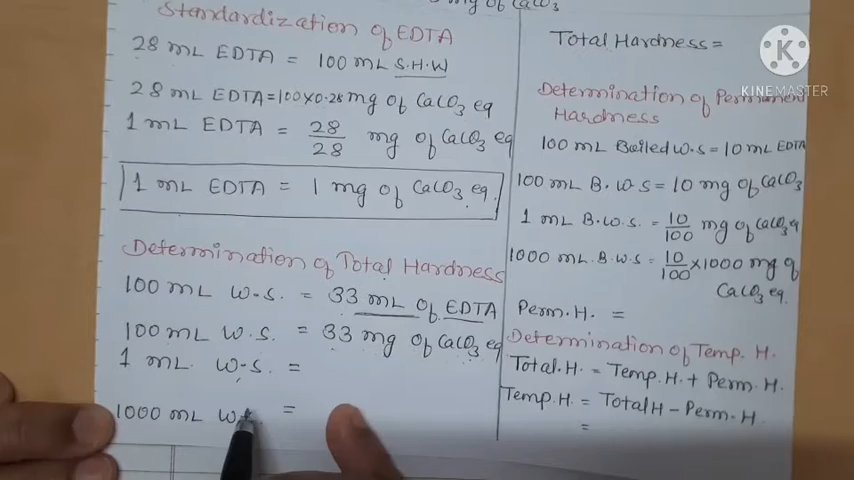 mg of CaCO3
Standardization of EDTA
28 mL EDTA = 100 mL S.H.W
28 mL EDTA = 100×0.28 mg of CaCO3 eq
1 mL EDTA = 28/28 mg of CaCO3 eq
1 mL EDTA = 1 mg of CaCO3 eq.
Determination of Total Hardness
100 mL W.S. = 33 mL of EDTA
100 mL W.S. = 33 mg of CaCO3 eq
1 mL W.S. =
1000 mL =
Total Hardness =
KINEMASTER
Determination of Permanent
Hardness
100 mL Boiled W.S = 10 mL EDTA
100 mL B.W.S = 10 mg of CaCO3
1 mL B.W.S. = 10/100 mg of CaCO3 eq
1000 mL B.W.S = 10/100 ×1000 mg of
CaCO3 eq.
Perm.H. =
Determination of Temp. H.
Total.H. = Temp.H. + Perm.H.
Temp.H. = Total H - Perm.H.
=